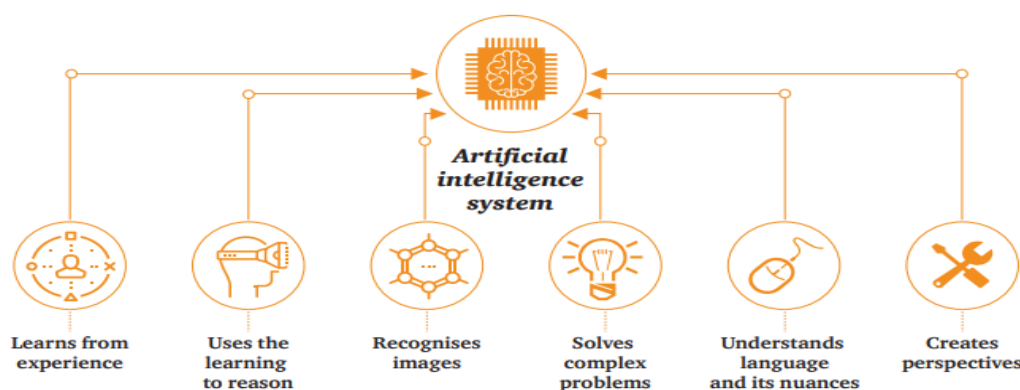 Artificial
intelligence
system
Learns from
experience
Uses the
learning
to reason
Recognises
images
Solves
complex
problems
Understands
language
and its nuances
Creates
perspectives